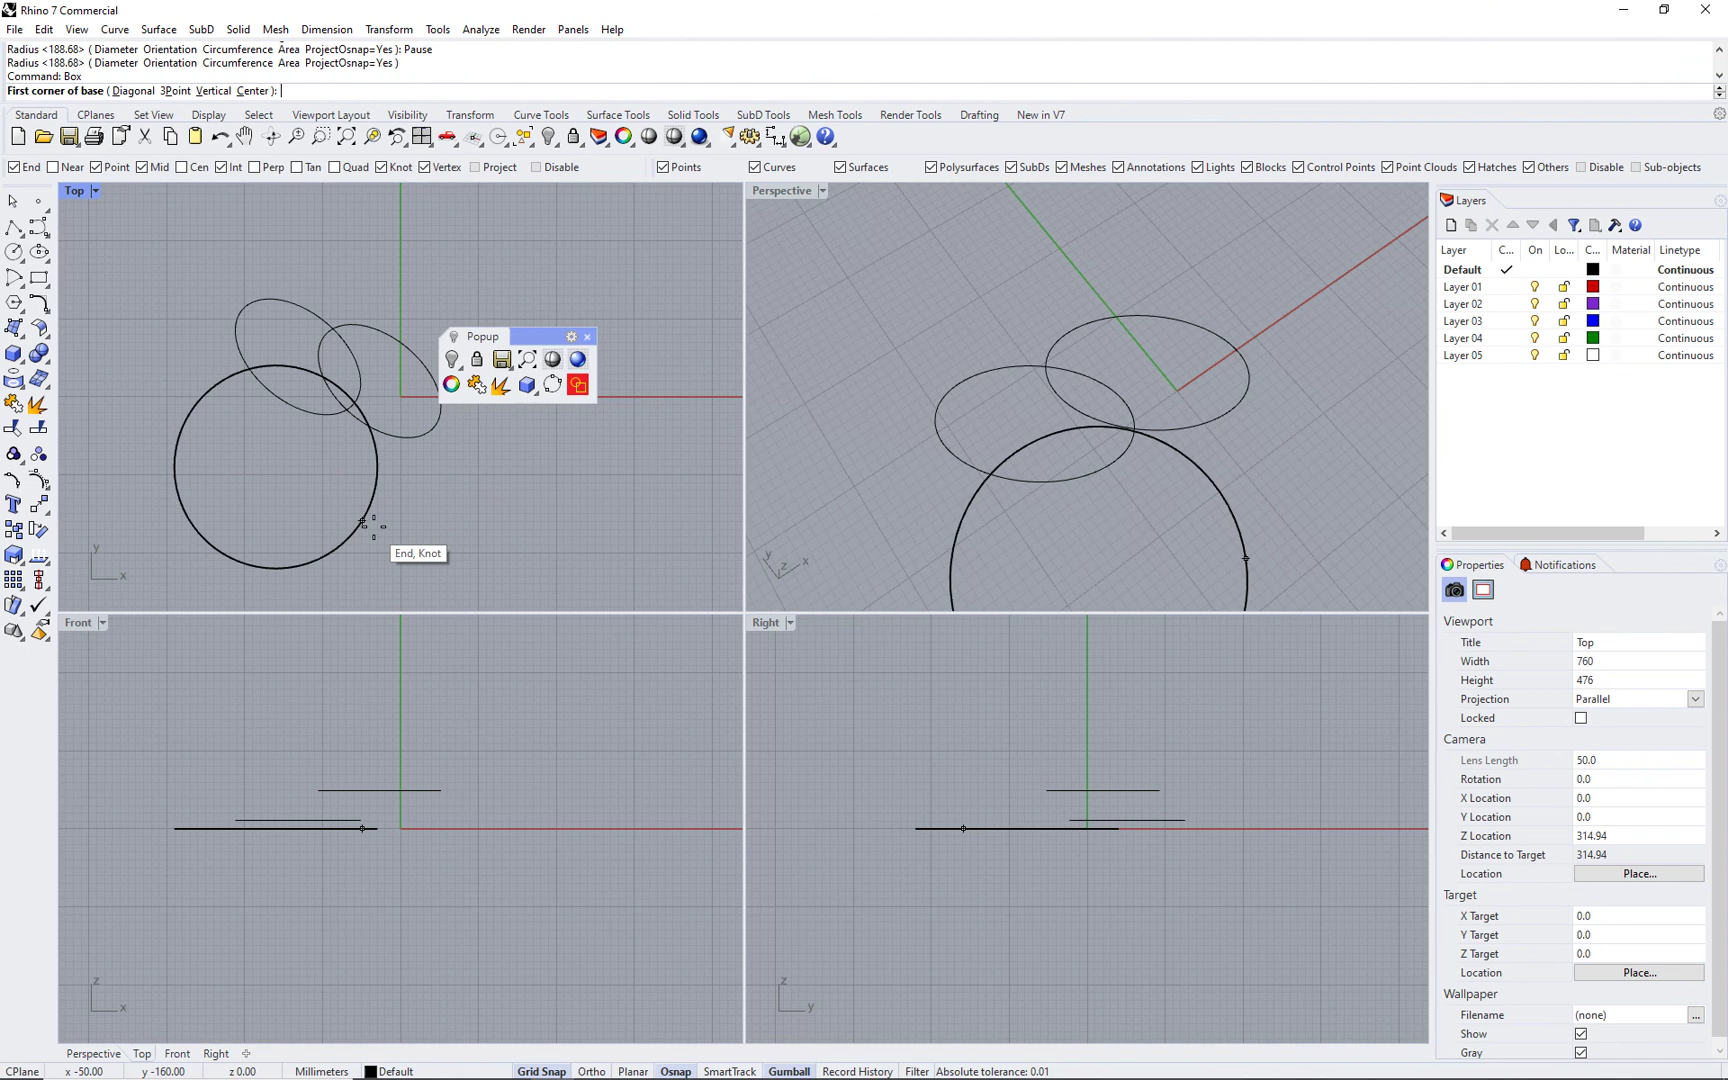 Rhino 7 Commercial
File Edit View Curve Surface SubD Solid Mesh Dimension Transform Tools Analyze Render Panels Help
Radius <188.68> ( Diameter Orientation Circumference Area ProjectOsnap=Yes ): Pause
Radius <188.68> ( Diameter Orientation Circumference Area ProjectOsnap=Yes )
Command: Box
First corner of base ( Diagonal 3Point Vertical Center ):
Standard CPlanes Set View Display Select Viewport Layout Visibility Transform Curve Tools Surface Tools Solid Tools SubD Tools Mesh Tools Render Tools Drafting New in V7
End Near Point Mid Cen Int Perp Tan Quad Knot Vertex Project Disable Points Curves Surfaces Polysurfaces SubDs Meshes Annotations Lights Blocks Control Points Point Clouds Hatches Others Disable Sub-objects
Top
Perspective
Layers
Layer C... On Lo... C... Material Linetype
Default Continuous
Layer 01 Continuous
Layer 02 Continuous
Layer 03 Continuous
Layer 04 Continuous
Layer 05 Continuous
Popup
End, Knot
y
x
y
z
x
Front
Right
z
x
z
y
Properties Notifications
Viewport
Title Top
Width 760
Height 476
Projection Parallel
Locked
Camera
Lens Length 50.0
Rotation 0.0
X Location 0.0
Y Location 0.0
Z Location 314.94
Distance to Target 314.94
Location Place...
Target
X Target 0.0
Y Target 0.0
Z Target 0.0
Location Place...
Wallpaper
Filename (none) ...
Show
Gray
Perspective Top Front Right
CPlane x -50.00 y -160.00 z 0.00 Millimeters Default Grid Snap Ortho Planar Osnap SmartTrack Gumball Record History Filter Absolute tolerance: 0.01